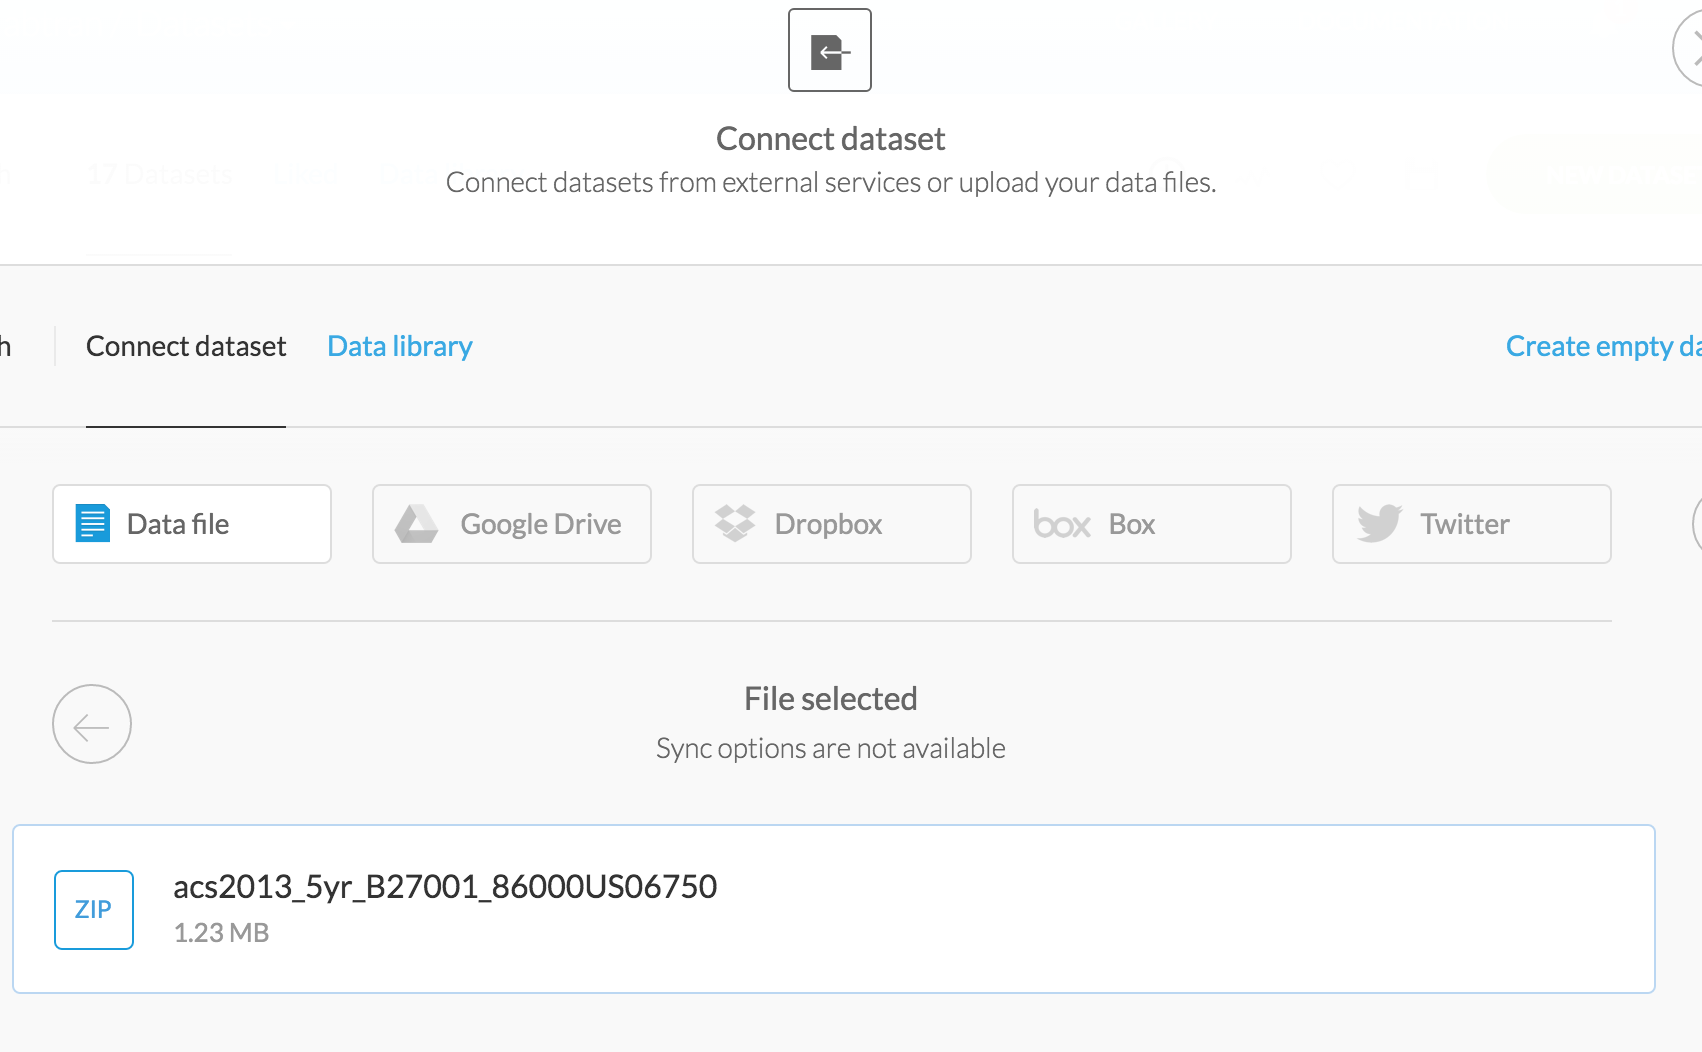 Connect dataset
17 Datasets
Connect datasets from external services or upload your data files.
h
Connect dataset
Data library
Create empty da
Data file
Google Drive
Dropbox
box Box
Twitter
File selected
Sync options are not available
ZIP
acs2013_5yr_B27001_86000US06750
1.23 MB